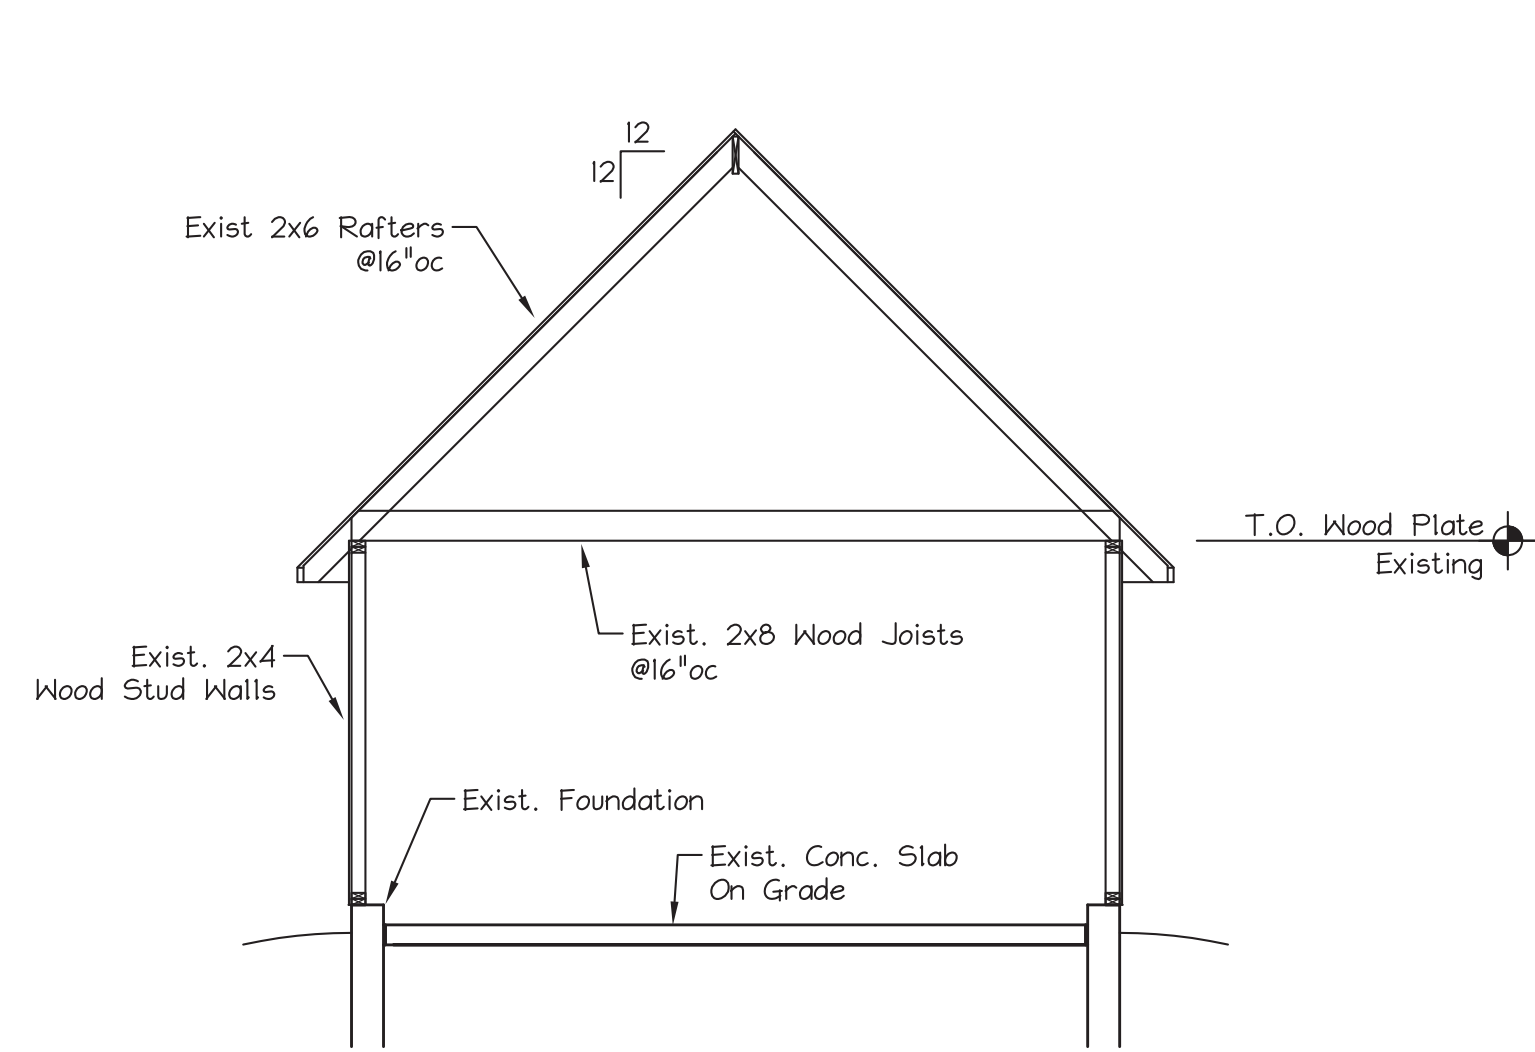 12
12
Exist 2x6 Rafters
@16"oc
T.O. Wood Plate
Existing
Exist. 2x8 Wood Joists
@16"oc
Exist. 2x4
Wood Stud Walls
Exist. Foundation
Exist. Conc. Slab
On Grade